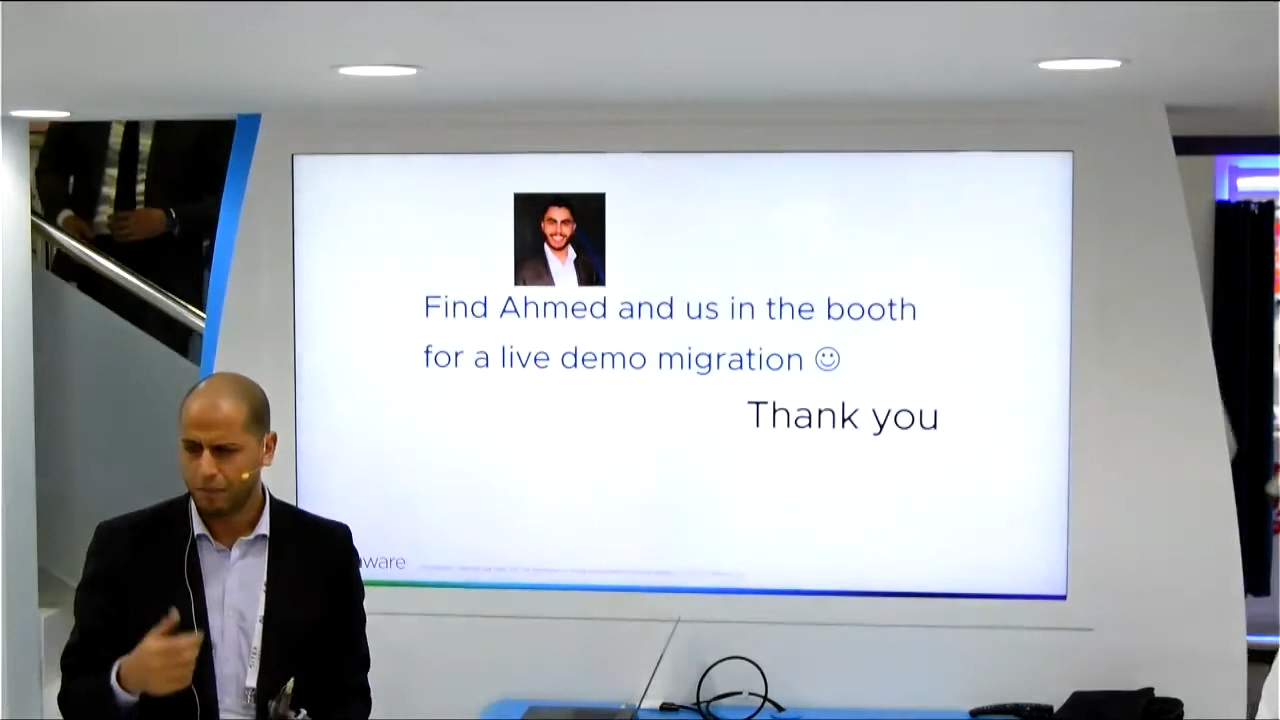 Find Ahmed and us in the booth
for a live demo migration ☺
Thank you
ware